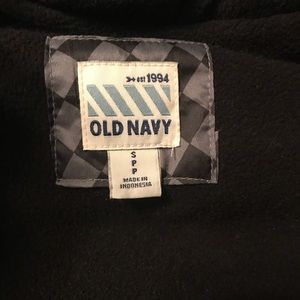 EST 1994
OLD NAVY
S
P
P
MADE IN
INDONESIA